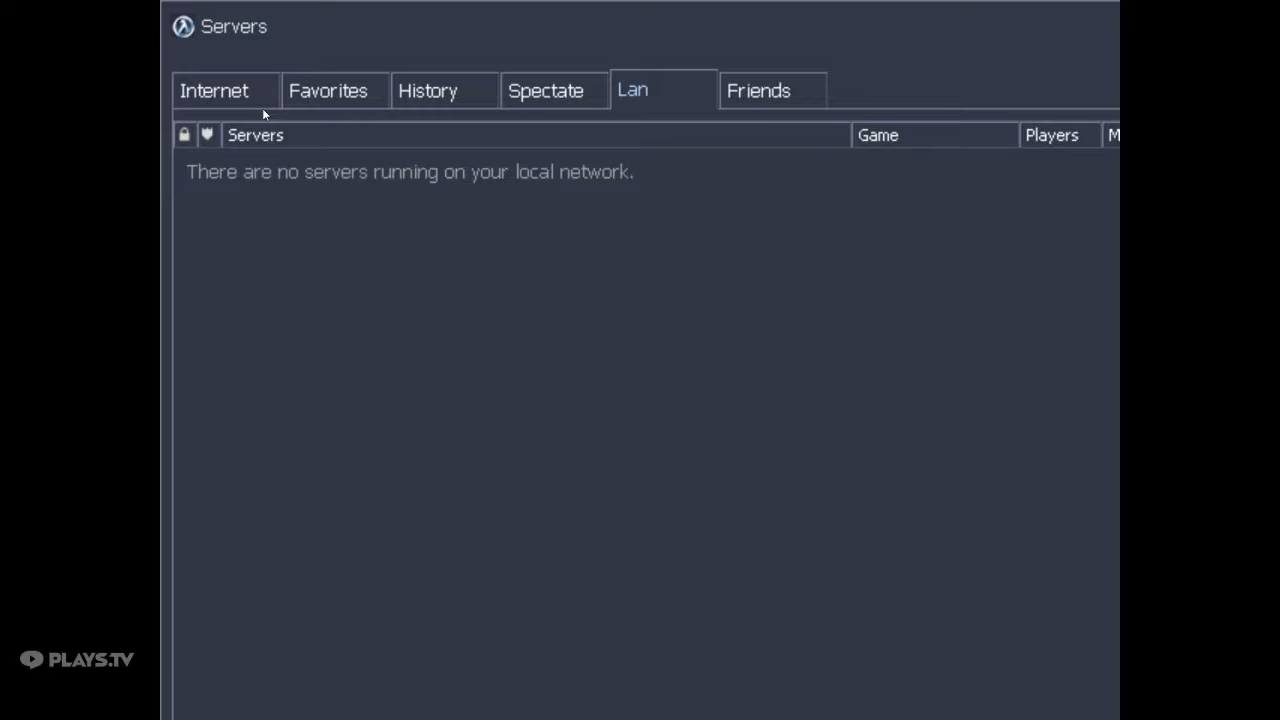 Servers
Internet Favorites History Spectate Lan Friends
Servers Game Players M
There are no servers running on your local network.
PLAYS.TV